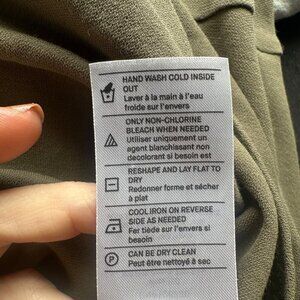 HAND WASH COLD INSIDE
OUT
Laver à la main à l'eau
froide sur l'envers
ONLY NON-CHLORINE
BLEACH WHEN NEEDED
Utiliser uniquement un
agent blanchissant non
decolorant si besoin est
RESHAPE AND LAY FLAT TO
DRY
Redonner forme et sécher
à plat
COOL IRON ON REVERSE
SIDE AS NEEDED
Fer tiède sur l'envers si
besoin
P
CAN BE DRY CLEAN
Peut être nettoyé à sec